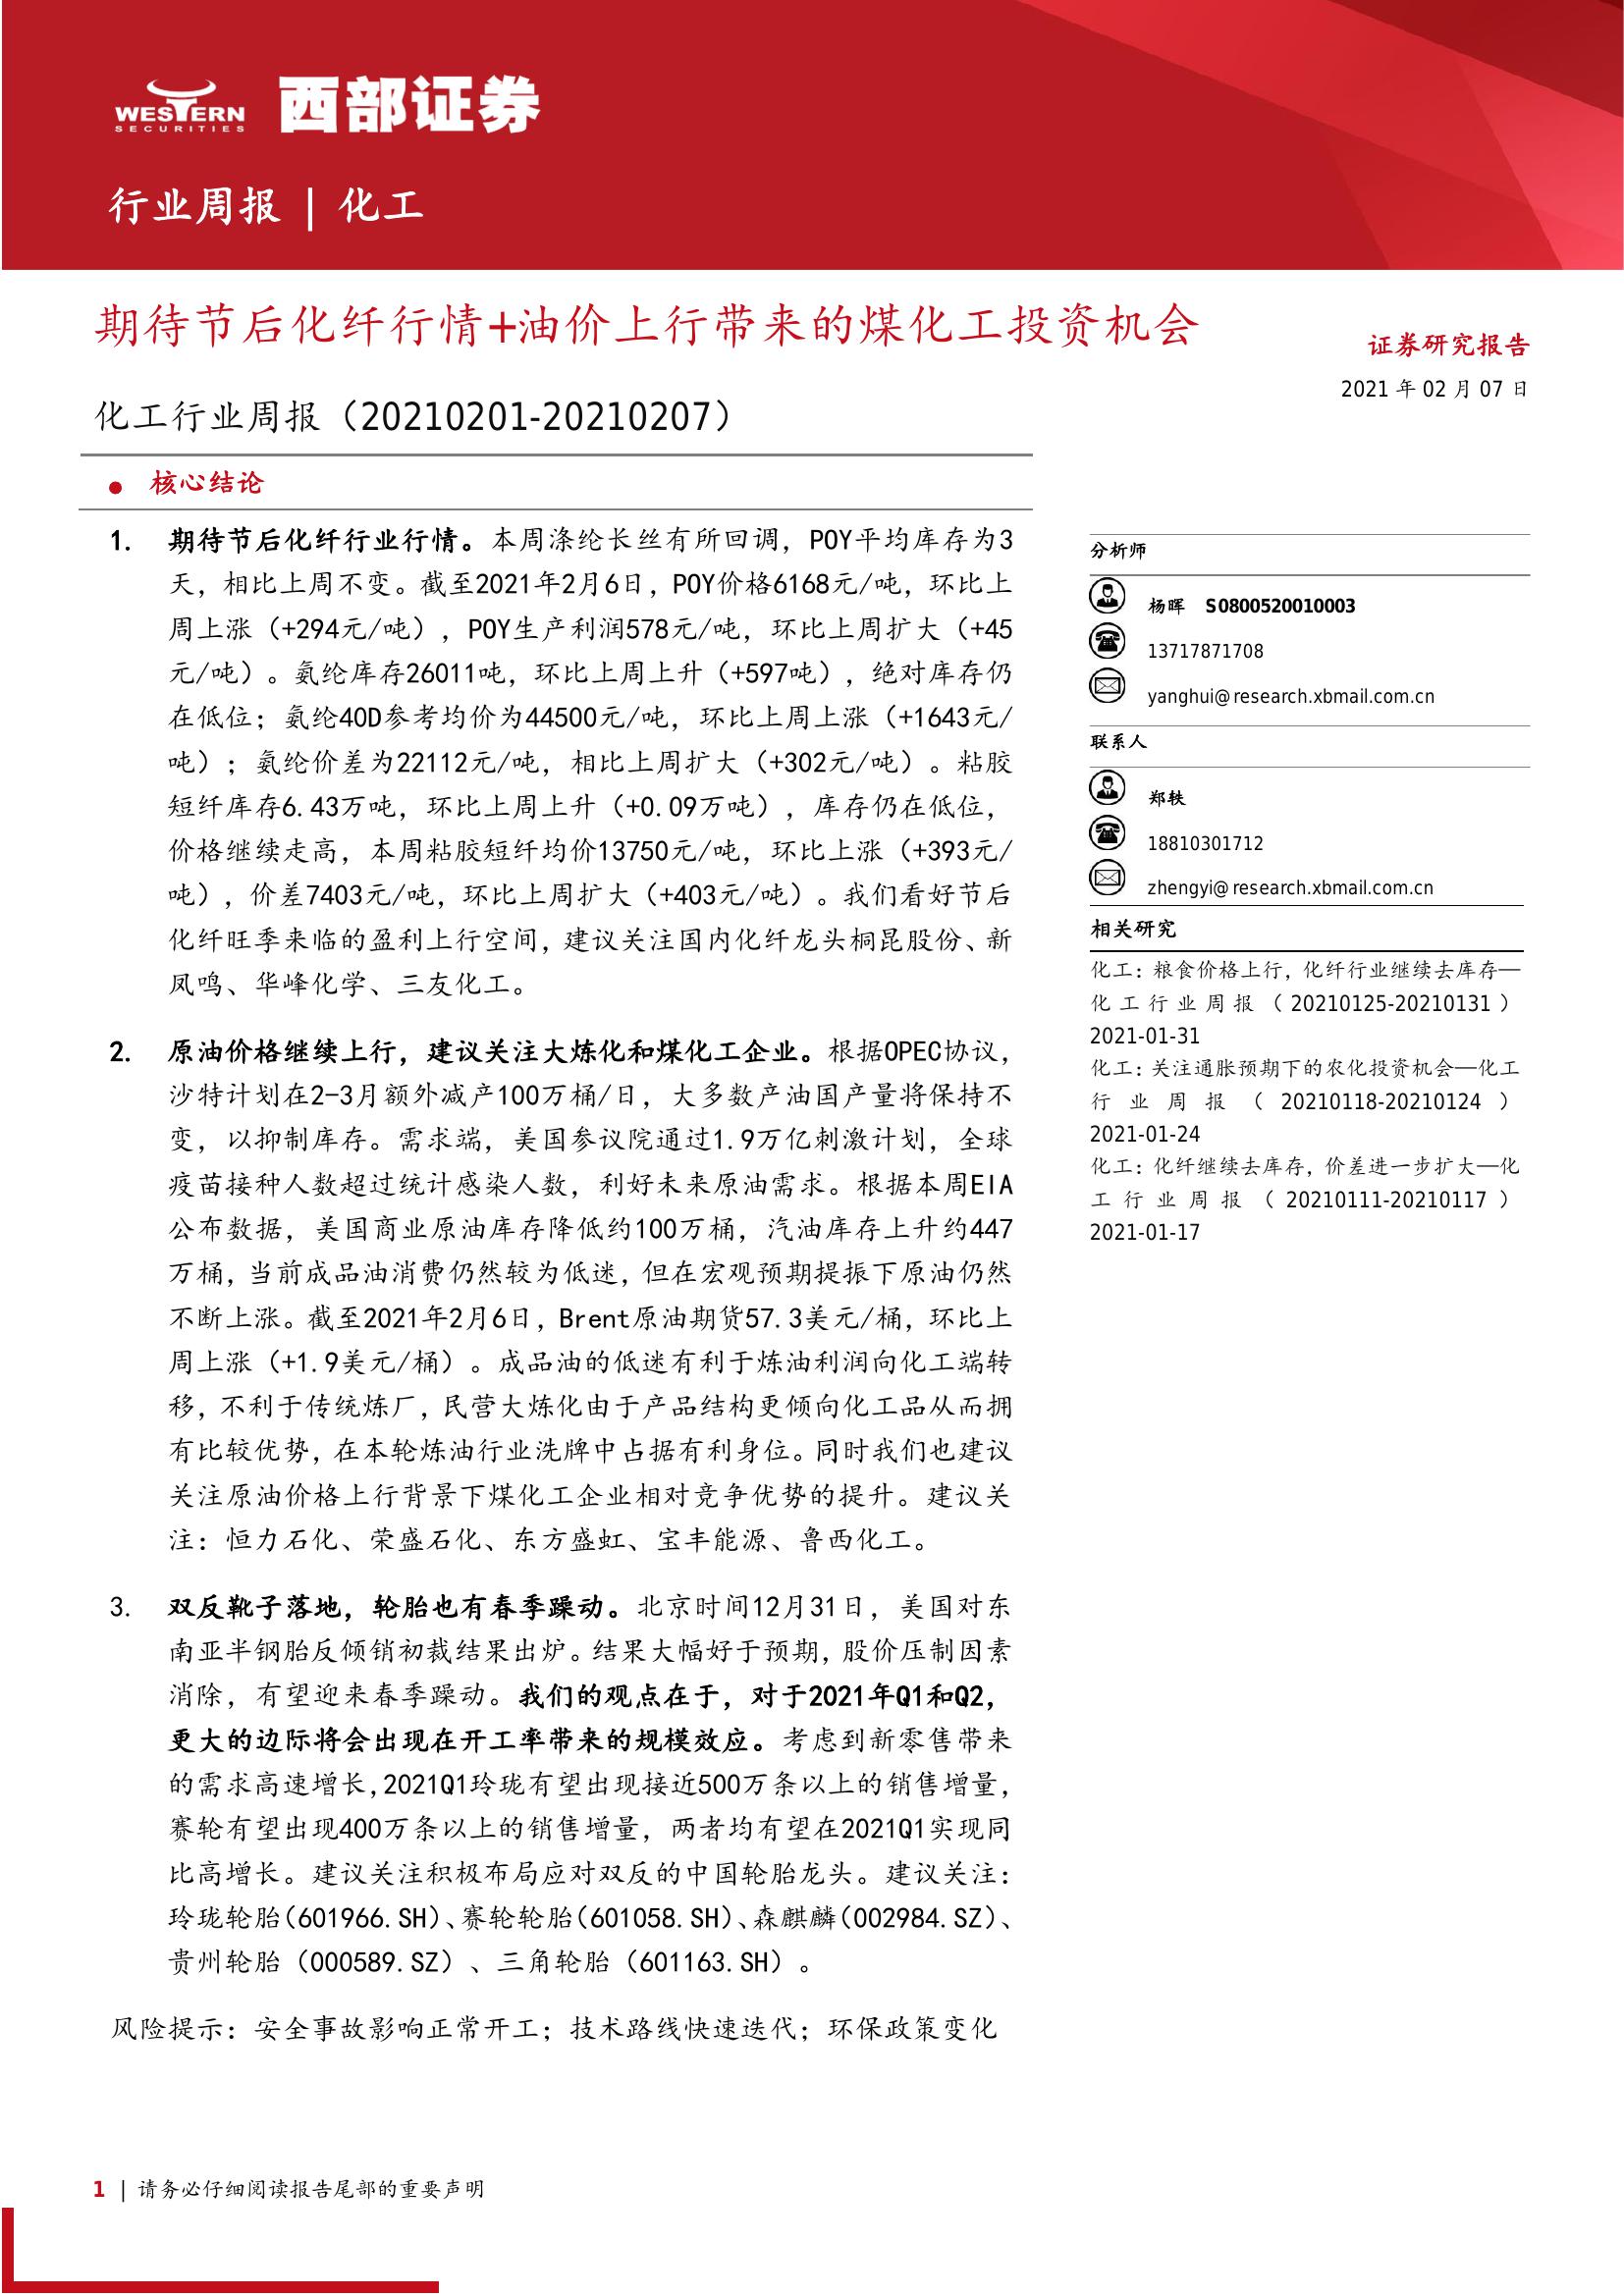 WESTERN
SECURITIES
西部证券
行业周报 | 化工
期待节后化纤行情+油价上行带来的煤化工投资机会
化工行业周报（20210201-20210207）
证券研究报告
2021 年 02 月 07 日
● 核心结论
1. 期待节后化纤行业行情。本周涤纶长丝有所回调，POY平均库存为3
天，相比上周不变。截至2021年2月6日，POY价格6168元/吨，环比上
周上涨（+294元/吨），POY生产利润578元/吨，环比上周扩大（+45
元/吨）。氨纶库存26011吨，环比上周上升（+597吨），绝对库存仍
在低位；氨纶40D参考均价为44500元/吨，环比上周上涨（+1643元/
吨）；氨纶价差为22112元/吨，相比上周扩大（+302元/吨）。粘胶
短纤库存6.43万吨，环比上周上升（+0.09万吨），库存仍在低位，
价格继续走高，本周粘胶短纤均价13750元/吨，环比上涨（+393元/
吨），价差7403元/吨，环比上周扩大（+403元/吨）。我们看好节后
化纤旺季来临的盈利上行空间，建议关注国内化纤龙头桐昆股份、新
凤鸣、华峰化学、三友化工。
2. 原油价格继续上行，建议关注大炼化和煤化工企业。根据OPEC协议，
沙特计划在2-3月额外减产100万桶/日，大多数产油国产量将保持不
变，以抑制库存。需求端，美国参议院通过1.9万亿刺激计划，全球
疫苗接种人数超过统计感染人数，利好未来原油需求。根据本周EIA
公布数据，美国商业原油库存降低约100万桶，汽油库存上升约447
万桶，当前成品油消费仍然较为低迷，但在宏观预期提振下原油仍然
不断上涨。截至2021年2月6日，Brent原油期货57.3美元/桶，环比上
周上涨（+1.9美元/桶）。成品油的低迷有利于炼油利润向化工端转
移，不利于传统炼厂，民营大炼化由于产品结构更倾向化工品从而拥
有比较优势，在本轮炼油行业洗牌中占据有利身位。同时我们也建议
关注原油价格上行背景下煤化工企业相对竞争优势的提升。建议关
注：恒力石化、荣盛石化、东方盛虹、宝丰能源、鲁西化工。
3. 双反靴子落地，轮胎也有春季躁动。北京时间12月31日，美国对东
南亚半钢胎反倾销初裁结果出炉。结果大幅好于预期，股价压制因素
消除，有望迎来春季躁动。我们的观点在于，对于2021年Q1和Q2，
更大的边际将会出现在开工率带来的规模效应。考虑到新零售带来
的需求高速增长，2021Q1玲珑有望出现接近500万条以上的销售增量，
赛轮有望出现400万条以上的销售增量，两者均有望在2021Q1实现同
比高增长。建议关注积极布局应对双反的中国轮胎龙头。建议关注：
玲珑轮胎（601966.SH）、赛轮轮胎（601058.SH）、森麒麟（002984.SZ）、
贵州轮胎（000589.SZ）、三角轮胎（601163.SH）。
风险提示：安全事故影响正常开工；技术路线快速迭代；环保政策变化
分析师
杨晖 S0800520010003
13717871708
yanghui@research.xbmail.com.cn
联系人
郑轶
18810301712
zhengyi@research.xbmail.com.cn
相关研究
化工：粮食价格上行，化纤行业继续去库存—
化工行业周报（20210125-20210131）
2021-01-31
化工：关注通胀预期下的农化投资机会—化工
行业周报（20210118-20210124）
2021-01-24
化工：化纤继续去库存，价差进一步扩大—化
工行业周报（20210111-20210117）
2021-01-17
1 | 请务必仔细阅读报告尾部的重要声明